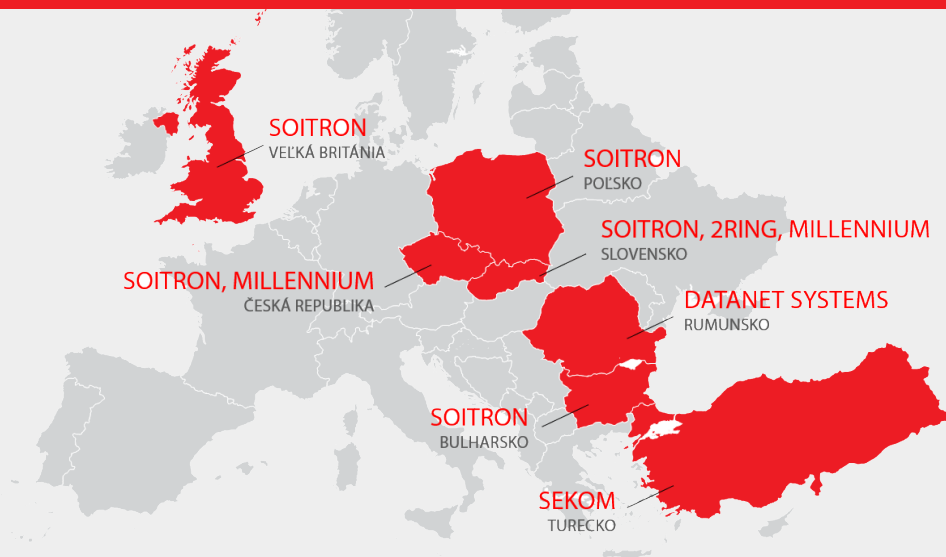 SOITRON
VEĽKÁ BRITÁNIA
SOITRON
POĽSKO
SOITRON, 2RING, MILLENNIUM
SLOVENSKO
SOITRON, MILLENNIUM
ČESKÁ REPUBLIKA
DATANET SYSTEMS
RUMUNSKO
SOITRON
BULHARSKO
SEKOM
TURECKO